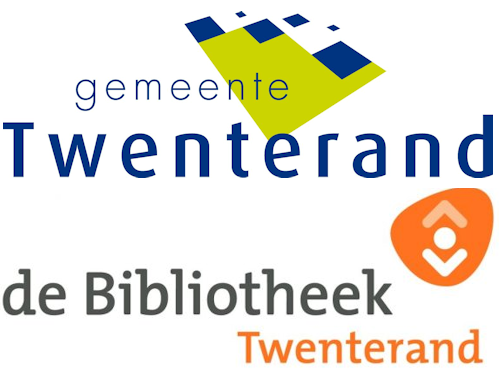 gemeente
Twenterand
de Bibliotheek
Twenterand